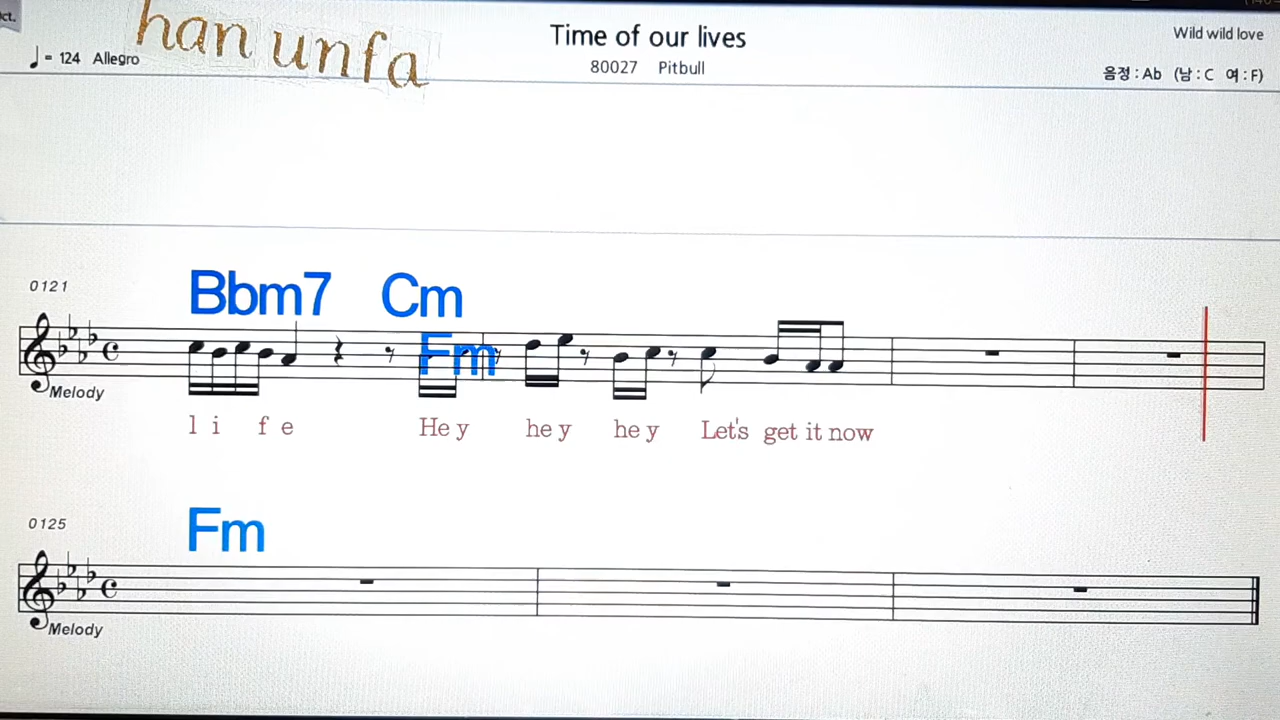 ct.
han unfa
♩= 124 Allegro
Time of our lives
80027 Pitbull
Wild wild love
음정 : Ab (남 : C 여 : F)
0121
Bbm7 Cm
Fm
Melody
l i f e He y he y he y Let's get it now
0125
Fm
Melody